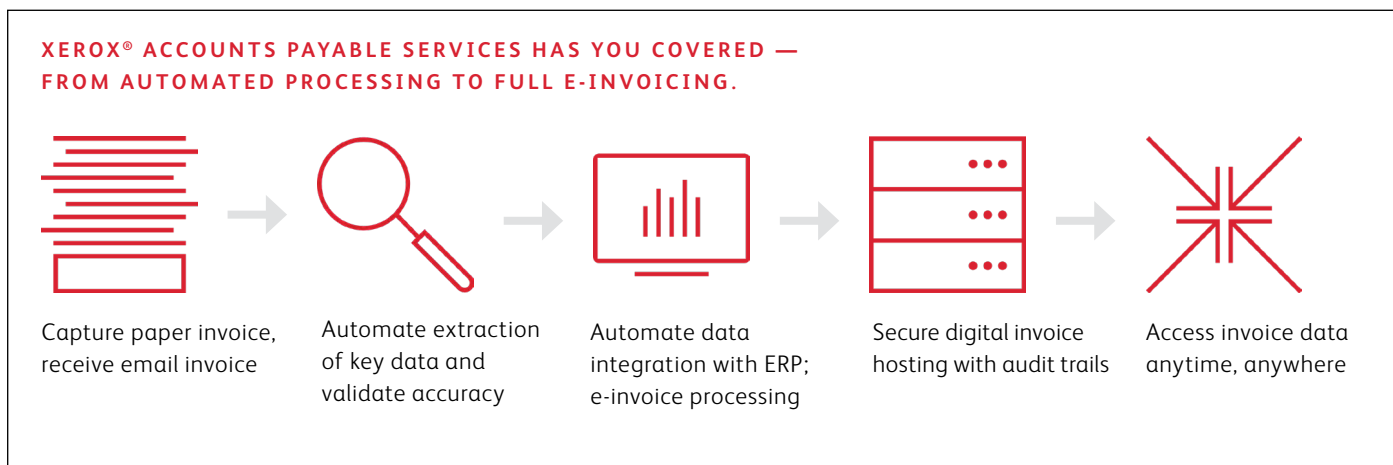 XEROX® ACCOUNTS PAYABLE SERVICES HAS YOU COVERED —
FROM AUTOMATED PROCESSING TO FULL E-INVOICING.
Capture paper invoice,
receive email invoice
Automate extraction
of key data and
validate accuracy
Automate data
integration with ERP;
e-invoice processing
Secure digital invoice
hosting with audit trails
Access invoice data
anytime, anywhere